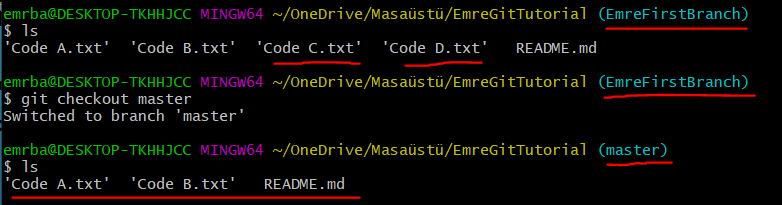 emrba@DESKTOP-TKHHJCC MINGW64 ~/OneDrive/Masaüstü/EmreGitTutorial (EmreFirstBranch)
$ ls
'Code A.txt'  'Code B.txt'  'Code C.txt'  'Code D.txt'   README.md
emrba@DESKTOP-TKHHJCC MINGW64 ~/OneDrive/Masaüstü/EmreGitTutorial (EmreFirstBranch)
$ git checkout master
Switched to branch 'master'
emrba@DESKTOP-TKHHJCC MINGW64 ~/OneDrive/Masaüstü/EmreGitTutorial (master)
$ ls
'Code A.txt'  'Code B.txt'   README.md